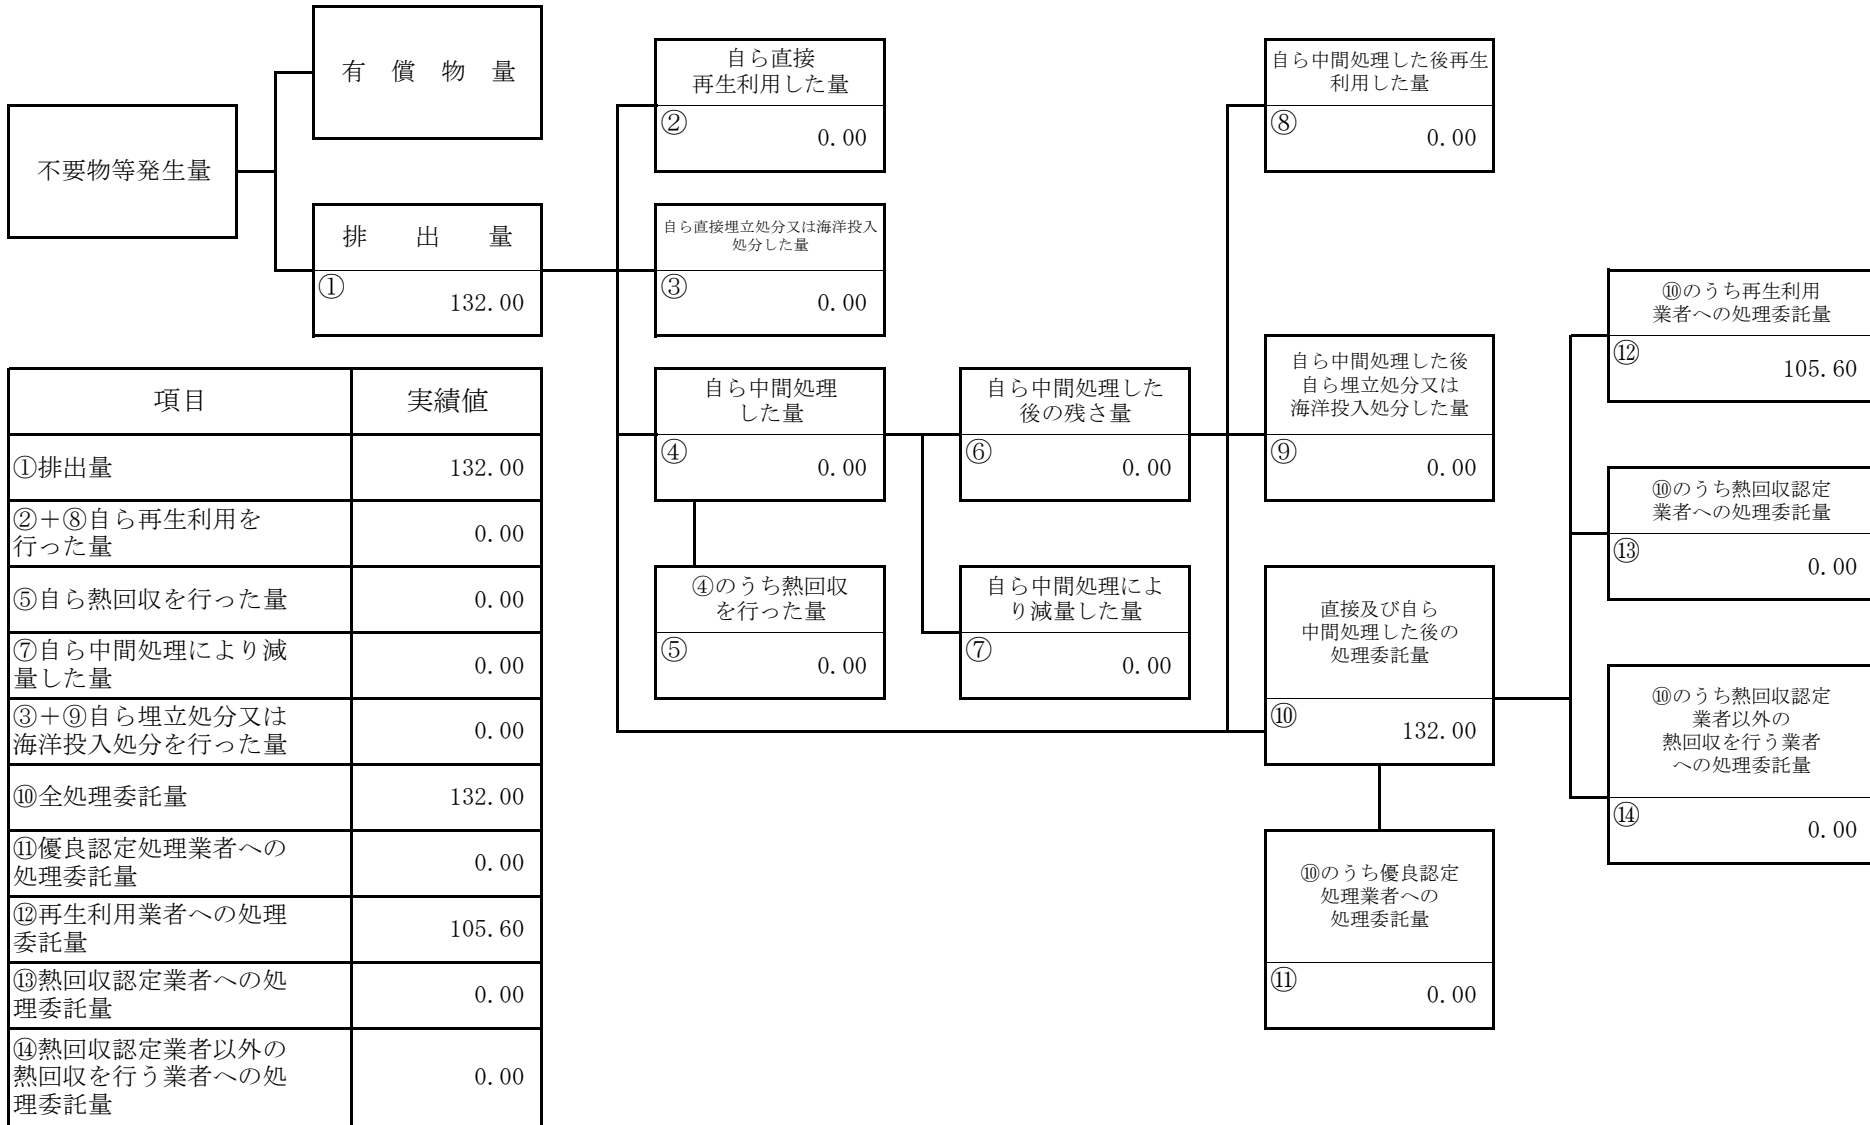 有　償　物　量
不要物等発生量
排　出　量
①
132.00
自ら直接
再生利用した量
②
0.00
自ら直接埋立処分又は海洋投入
処分した量
③
0.00
自ら中間処理
した量
④
0.00
④のうち熱回収
を行った量
⑤
0.00
自ら中間処理した
後の残さ量
⑥
0.00
自ら中間処理によ
り減量した量
⑦
0.00
自ら中間処理した後再生
利用した量
⑧
0.00
自ら中間処理した後
自ら埋立処分又は
海洋投入処分した量
⑨
0.00
直接及び自ら
中間処理した後の
処理委託量
⑩
132.00
⑩のうち優良認定
処理業者への
処理委託量
⑪
0.00
⑩のうち再生利用
業者への処理委託量
⑫
105.60
⑩のうち熱回収認定
業者への処理委託量
⑬
0.00
⑩のうち熱回収認定
業者以外の
熱回収を行う業者
への処理委託量
⑭
0.00
項目 実績値
①排出量 132.00
②＋⑧自ら再生利用を
行った量 0.00
⑤自ら熱回収を行った量 0.00
⑦自ら中間処理により減
量した量 0.00
③＋⑨自ら埋立処分又は
海洋投入処分を行った量 0.00
⑩全処理委託量 132.00
⑪優良認定処理業者への
処理委託量 0.00
⑫再生利用業者への処理
委託量 105.60
⑬熱回収認定業者への処
理委託量 0.00
⑭熱回収認定業者以外の
熱回収を行う業者への処
理委託量 0.00